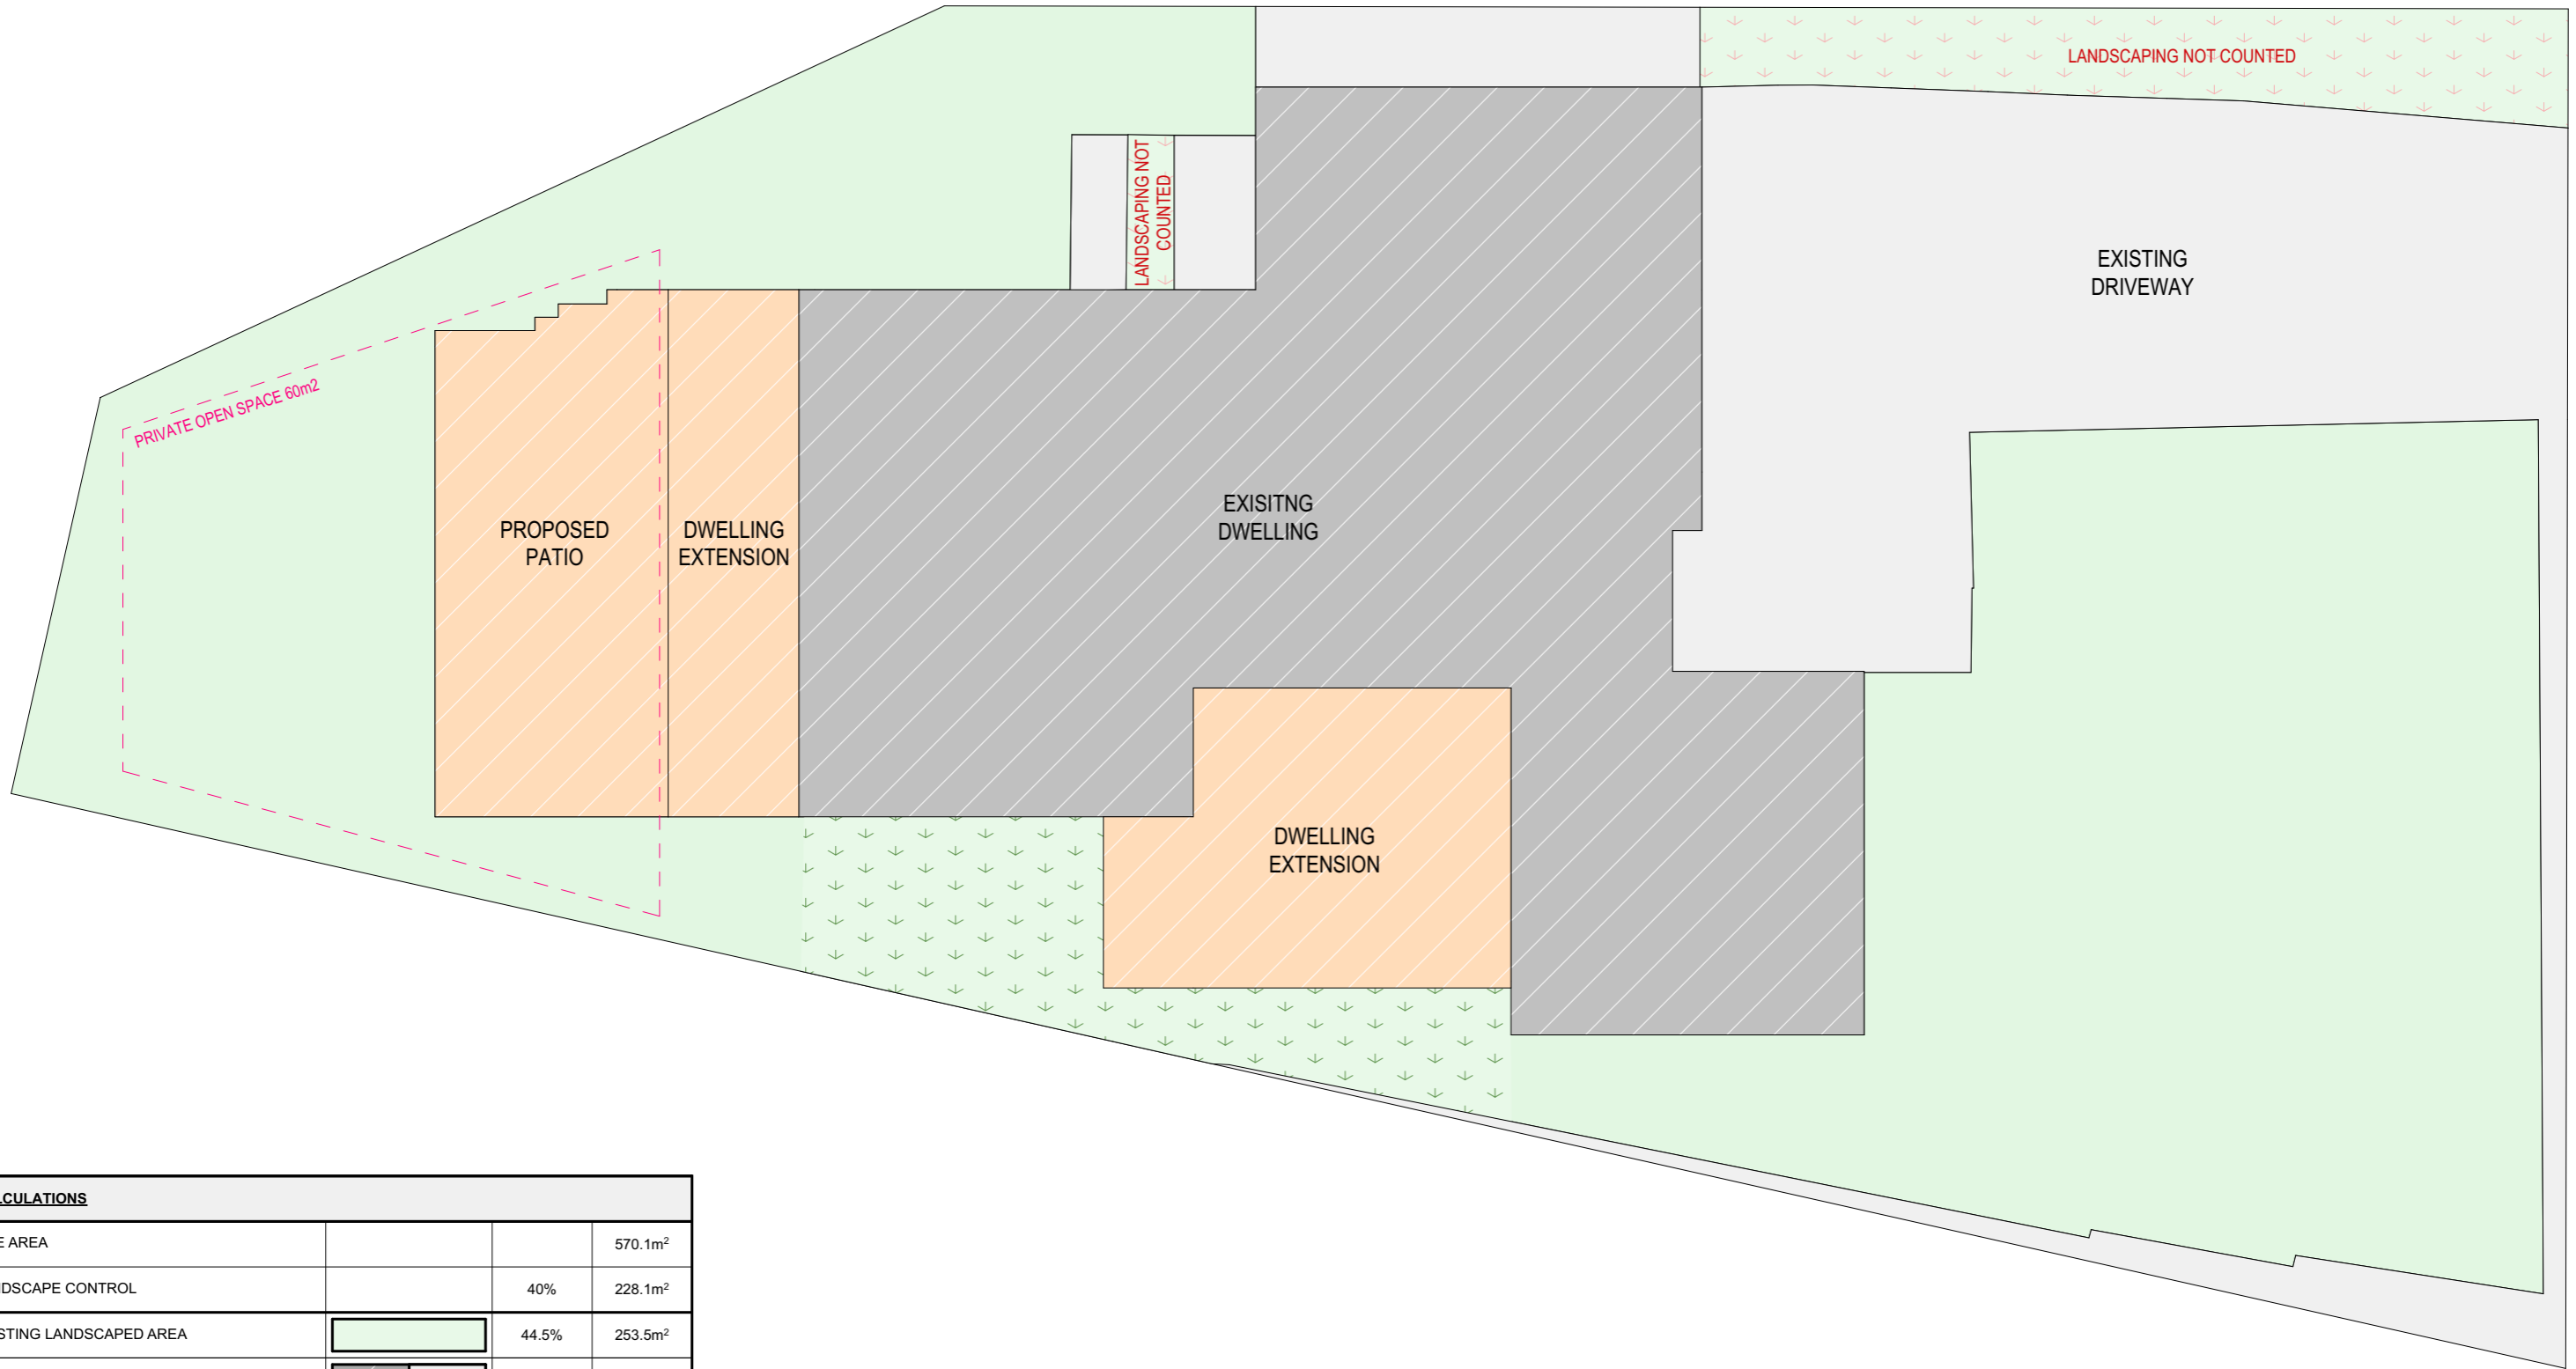 LANDSCAPING NOT COUNTED
LANDSCAPING NOT
COUNTED
EXISTING
DRIVEWAY
PRIVATE OPEN SPACE 60m2
PROPOSED
PATIO
DWELLING
EXTENSION
EXISITNG
DWELLING
DWELLING
EXTENSION
LCULATIONS
E AREA 570.1m²
NDSCAPE CONTROL 40% 228.1m²
STING LANDSCAPED AREA 44.5% 253.5m²